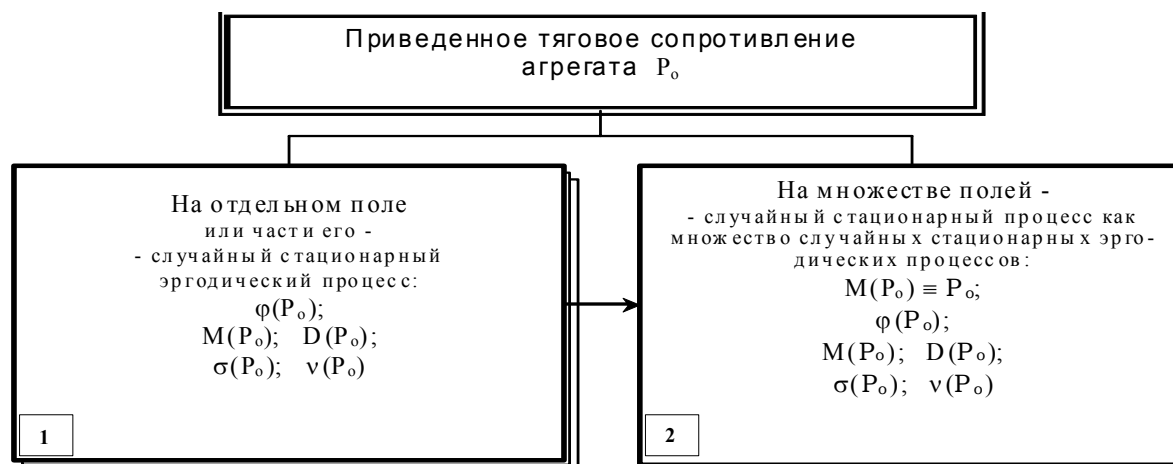 Приведенное тяговое сопротивление
агрегата Pₒ
На отдельном поле
или части его -
- случайный стационарный
эргодический процесс:
φ(Pₒ);
M(Pₒ); D(Pₒ);
σ(Pₒ); ν(Pₒ)
1
На множестве полей -
- случайный стационарный процесс как
множество случайных стационарных эрго-
дических процессов:
M(Pₒ) ≡ Pₒ;
φ(Pₒ);
M(Pₒ); D(Pₒ);
σ(Pₒ); ν(Pₒ)
2